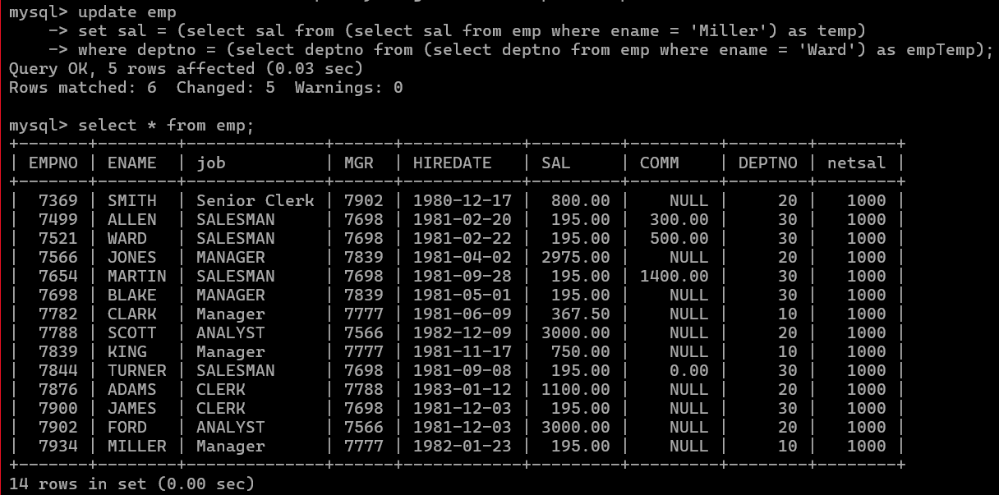 mysql> update emp
    -> set sal = (select sal from (select sal from emp where ename = 'Miller') as temp)
    -> where deptno = (select deptno from (select deptno from emp where ename = 'Ward') as empTemp);
Query OK, 5 rows affected (0.03 sec)
Rows matched: 6  Changed: 5  Warnings: 0

mysql> select * from emp;
+-------+--------+--------------+------+------------+---------+---------+--------+--------+
| EMPNO | ENAME  | job          | MGR  | HIREDATE   | SAL     | COMM    | DEPTNO | netsal |
+-------+--------+--------------+------+------------+---------+---------+--------+--------+
|  7369 | SMITH  | Senior Clerk | 7902 | 1980-12-17 |  800.00 |    NULL |     20 |   1000 |
|  7499 | ALLEN  | SALESMAN     | 7698 | 1981-02-20 |  195.00 |  300.00 |     30 |   1000 |
|  7521 | WARD   | SALESMAN     | 7698 | 1981-02-22 |  195.00 |  500.00 |     30 |   1000 |
|  7566 | JONES  | MANAGER      | 7839 | 1981-04-02 | 2975.00 |    NULL |     20 |   1000 |
|  7654 | MARTIN | SALESMAN     | 7698 | 1981-09-28 |  195.00 | 1400.00 |     30 |   1000 |
|  7698 | BLAKE  | MANAGER      | 7839 | 1981-05-01 |  195.00 |    NULL |     30 |   1000 |
|  7782 | CLARK  | Manager      | 7777 | 1981-06-09 |  367.50 |    NULL |     10 |   1000 |
|  7788 | SCOTT  | ANALYST      | 7566 | 1982-12-09 | 3000.00 |    NULL |     20 |   1000 |
|  7839 | KING   | Manager      | 7777 | 1981-11-17 |  750.00 |    NULL |     10 |   1000 |
|  7844 | TURNER | SALESMAN     | 7698 | 1981-09-08 |  195.00 |    0.00 |     30 |   1000 |
|  7876 | ADAMS  | CLERK        | 7788 | 1983-01-12 | 1100.00 |    NULL |     20 |   1000 |
|  7900 | JAMES  | CLERK        | 7698 | 1981-12-03 |  195.00 |    NULL |     30 |   1000 |
|  7902 | FORD   | ANALYST      | 7566 | 1981-12-03 | 3000.00 |    NULL |     20 |   1000 |
|  7934 | MILLER | Manager      | 7777 | 1982-01-23 |  195.00 |    NULL |     10 |   1000 |
+-------+--------+--------------+------+------------+---------+---------+--------+--------+
14 rows in set (0.00 sec)